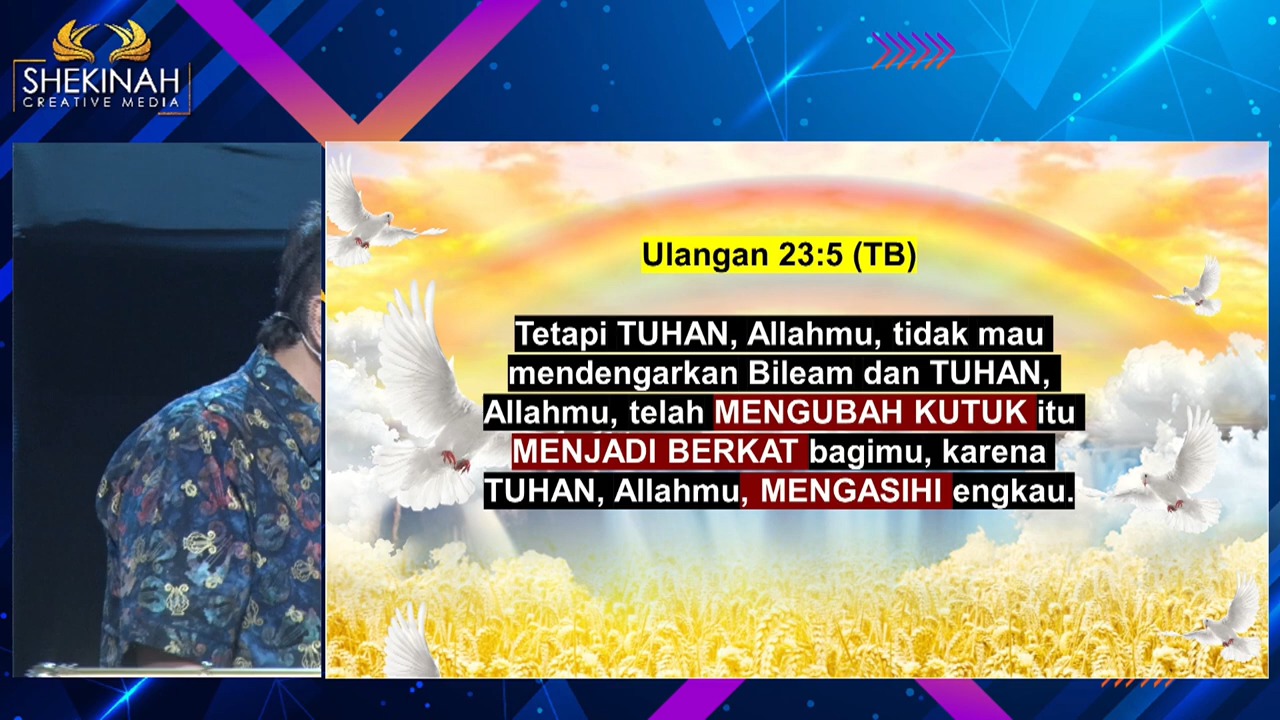 SHEKINAH
CREATIVE MEDIA
Ulangan 23:5 (TB)
Tetapi TUHAN, Allahmu, tidak mau
mendengarkan Bileam dan TUHAN,
Allahmu, telah MENGUBAH KUTUK itu
MENJADI BERKAT bagimu, karena
TUHAN, Allahmu, MENGASIHI engkau.